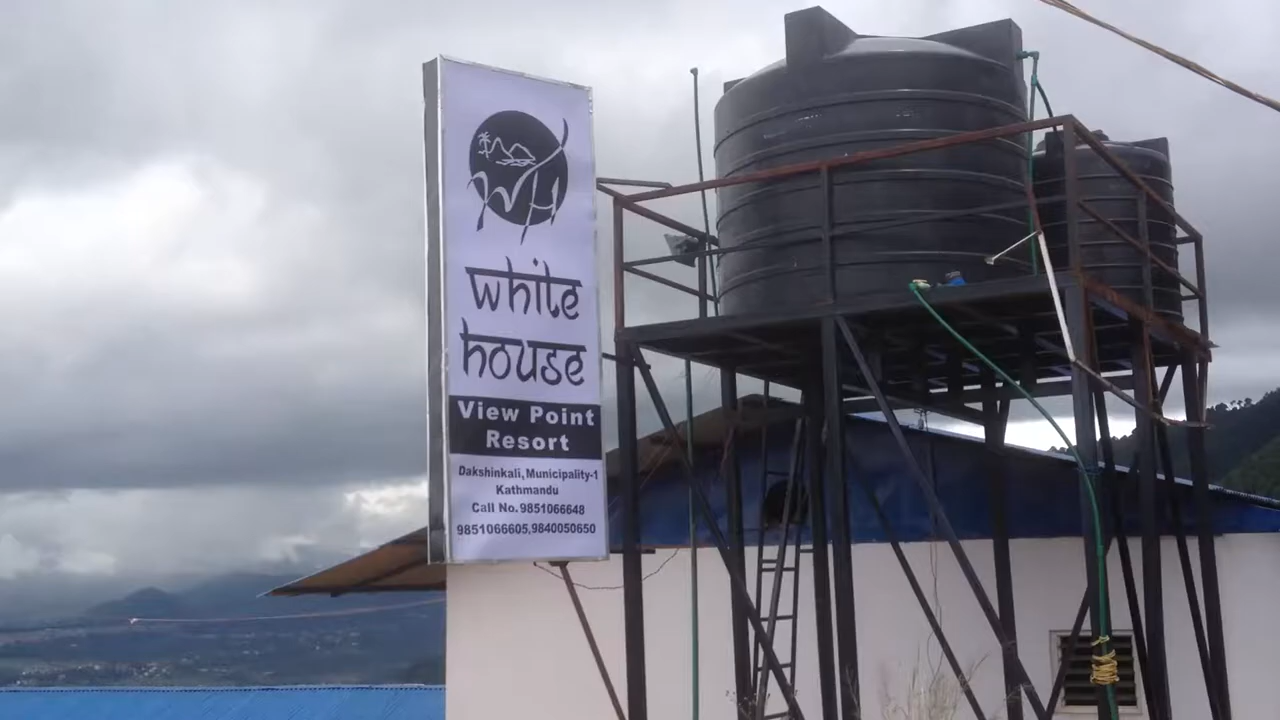 WH
white
house
View Point
Resort
Dakshinkali, Municipality-1
Kathmandu
Call No. 9851066648
9851066605,9840050650